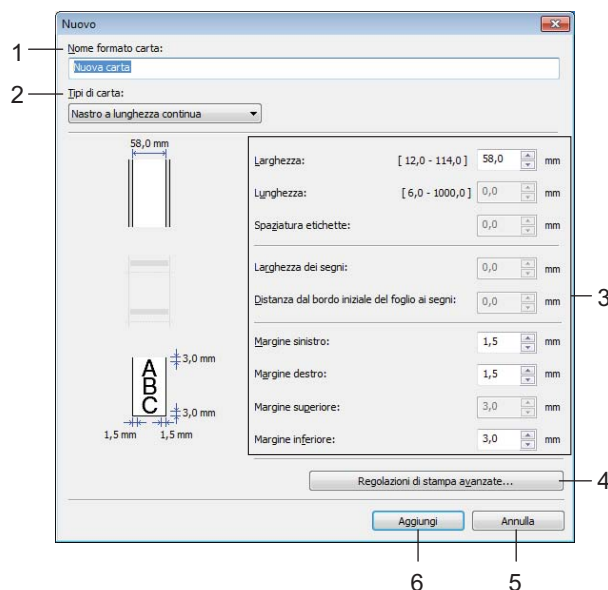 Nuovo
1
Nome formato carta:
Nuova carta
2
Tipi di carta:
Nastro a lunghezza continua
58,0 mm
Larghezza: [ 12,0 - 114,0 ] 58,0 mm
Lunghezza: [ 6,0 - 1000,0 ] 0,0 mm
Spaziatura etichette: 0,0 mm
Larghezza dei segni: 0,0 mm
3
Distanza dal bordo iniziale del foglio ai segni: 0,0 mm
Margine sinistro: 1,5 mm
Margine destro: 1,5 mm
Margine superiore: 3,0 mm
Margine inferiore: 3,0 mm
3,0 mm
A
B
C
3,0 mm
1,5 mm 1,5 mm
Regolazioni di stampa avanzate...
4
Aggiungi
Annulla
6
5